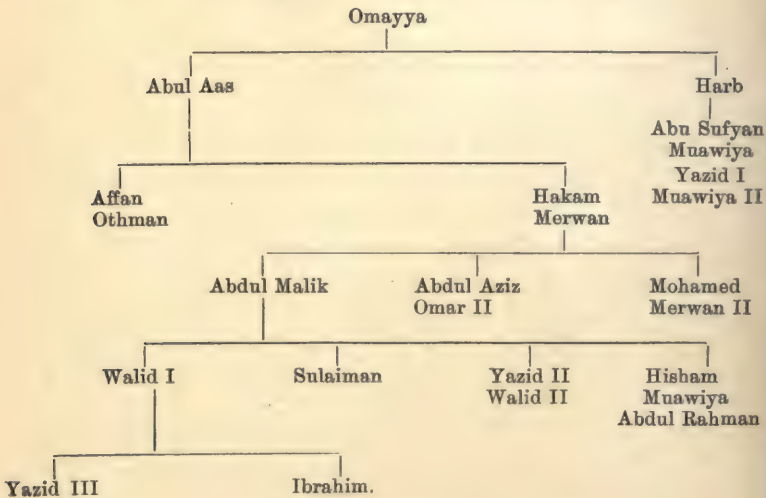 Omayya
Abul Aas
Harb
Abu Sufyan
Muawiya
Yazid I
Muawiya II
Affan
Othman
Hakam
Merwan
Abdul Malik
Abdul Aziz
Omar II
Mohamed
Merwan II
Walid I
Sulaiman
Yazid II
Walid II
Hisham
Muawiya
Abdul Rahman
Yazid III
Ibrahim.